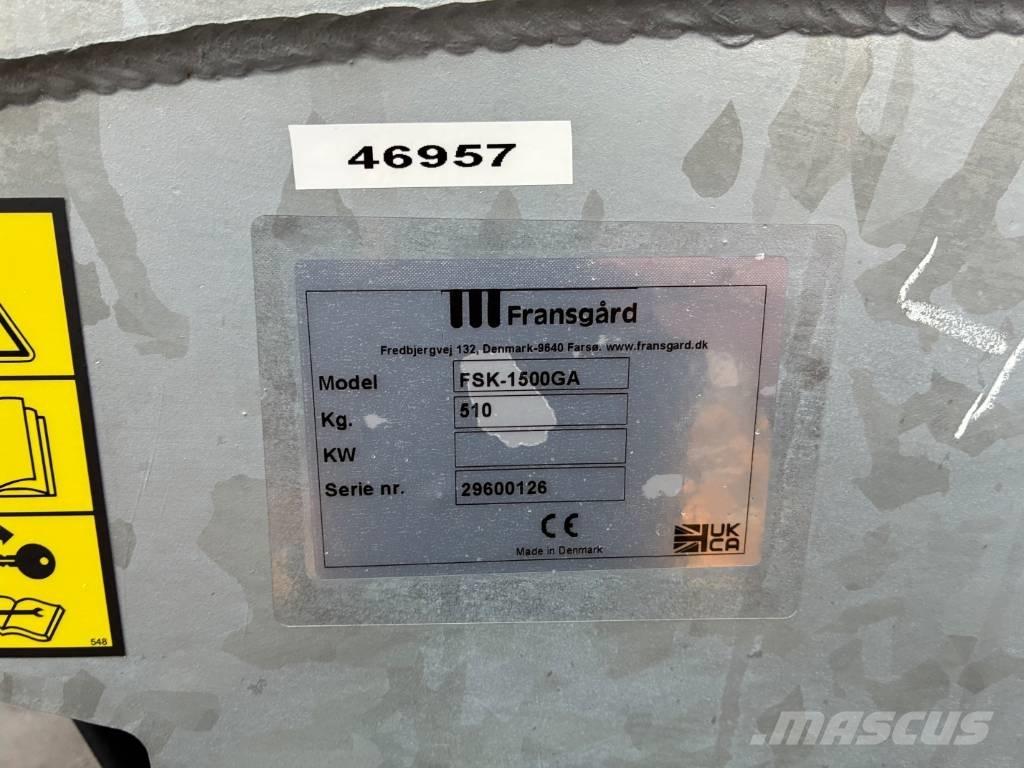 46957
Fransgård
Fredbjergvej 132, Denmark-9640 Farsø. www.fransgard.dk
Model FSK-1500GA
Kg. 510
KW
Serie nr. 29600126
CE
Made in Denmark
UK
CA
548
MASCUS